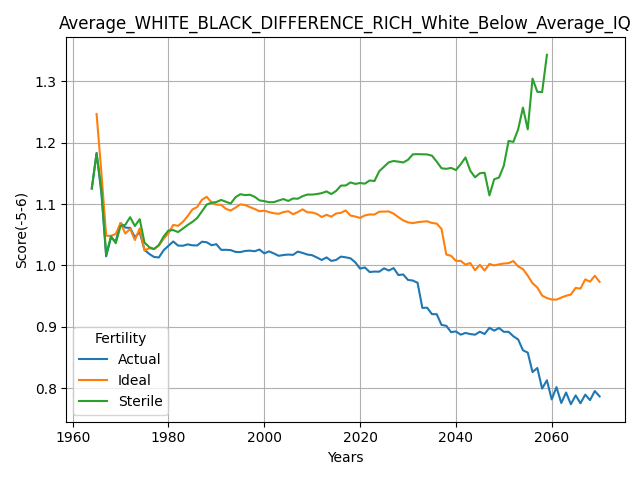 Average_WHITE_BLACK_DIFFERENCE_RICH_White_Below_Average_IQ
Score(-5-6)
1.3
1.2
1.1
1.0
0.9
0.8
Fertility
Actual
Ideal
Sterile
1960
1980
2000
2020
2040
2060
Years